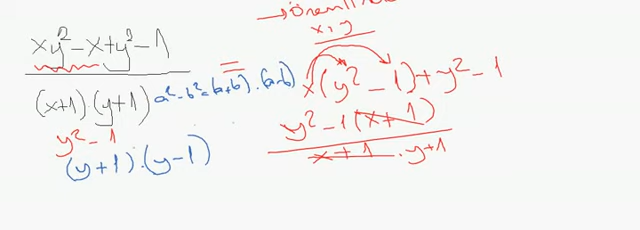 x,y
xy² - x + y² - 1
(x+1).(y+1)
a² - b² = (a+b).(a-b)
y² - 1
(y+1).(y-1)
x(y² - 1) + y² - 1
y² - 1(x+1)
x+1 . y+1